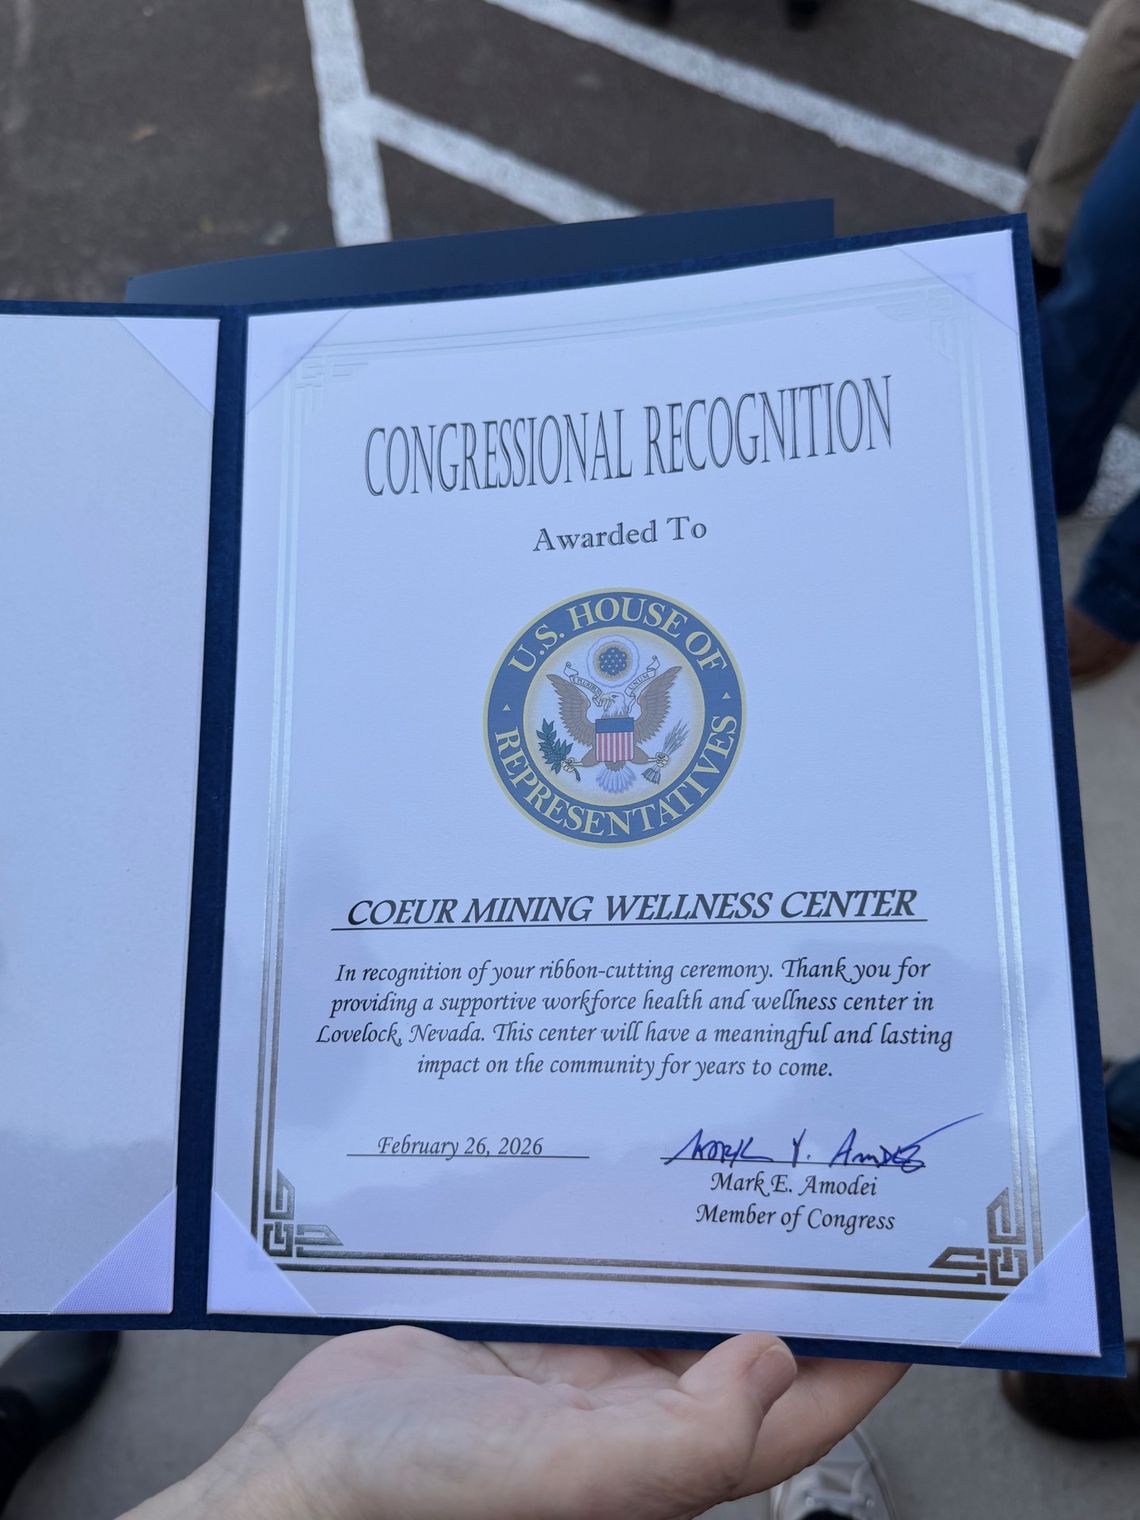 CONGRESSIONAL RECOGNITION
Awarded To
U.S. HOUSE OF
REPRESENTATIVES
COEUR MINING WELLNESS CENTER
In recognition of your ribbon-cutting ceremony. Thank you for
providing a supportive workforce health and wellness center in
Lovelock, Nevada. This center will have a meaningful and lasting
impact on the community for years to come.
February 26, 2026
Mark E. Amodei
Member of Congress